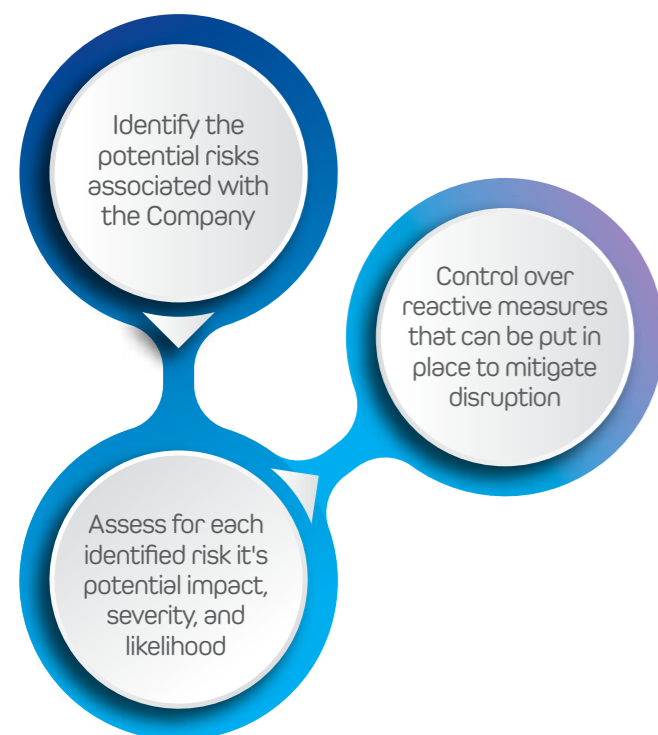 Identify the
potential risks
associated with
the Company
Assess for each
identified risk it's
potential impact,
severity, and
likelihood
Control over
reactive measures
that can be put in
place to mitigate
disruption